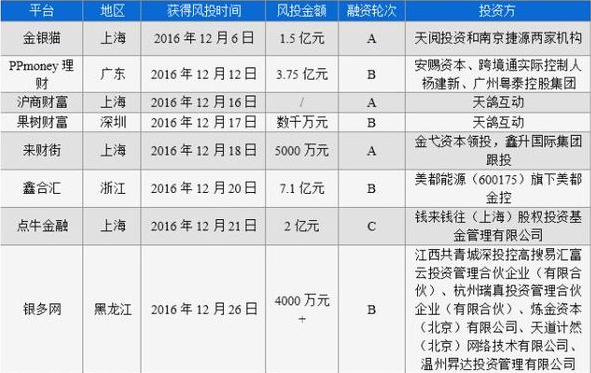 平台 地区 获得风投时间 风投金额 融资轮次 投资方
金银猫 上海 2016 年 12 月 6 日 1.5 亿元 A 天阅投资和南京捷源两家机构
PPmoney 理财 广东 2016 年 12 月 12 日 3.75 亿元 B 安赐资本、跨境通实际控制人杨建新、广州粤泰控股集团
沪商财富 上海 2016 年 12 月 16 日 / A 天鸽互动
果树财富 深圳 2016 年 12 月 17 日 数千万元 B 天鸽互动
来财街 上海 2016 年 12 月 18 日 5000 万元 A 金弋资本领投，鑫升国际集团跟投
鑫合汇 浙江 2016 年 12 月 20 日 7.1 亿元 B 美都能源（600175）旗下美都金控
点牛金融 上海 2016 年 12 月 21 日 2 亿元 C 钱来钱往（上海）股权投资基金管理有限公司
银多网 黑龙江 2016 年 12 月 26 日 4000 万元+ B 江西共青城深投控高搜易汇富云投资管理合伙企业（有限合伙）、杭州瑞真投资管理合伙企业（有限合伙）、炼金资本（北京）有限公司、天道计然（北京）网络技术有限公司、温州昇达投资管理有限公司